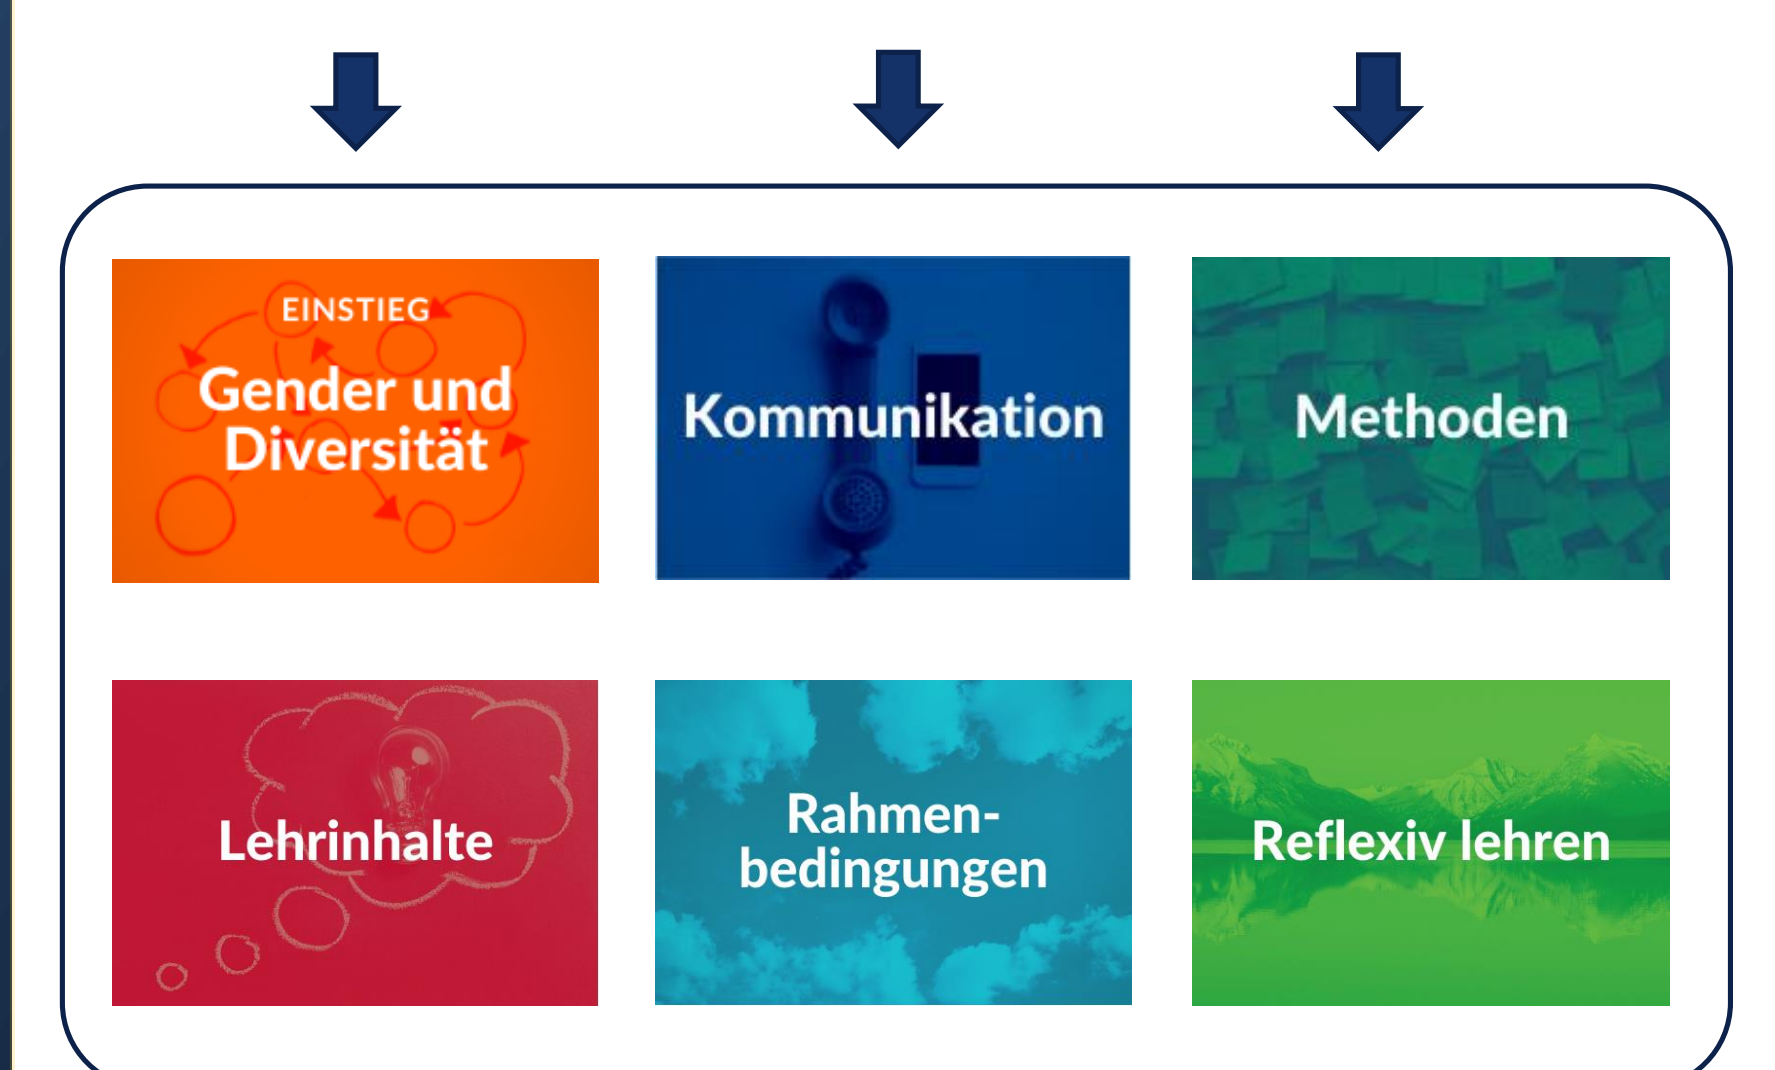 EINSTIEG
Gender und
Diversität
Kommunikation
Methoden
Lehrinhalte
Rahmen-
bedingungen
Reflexiv lehren